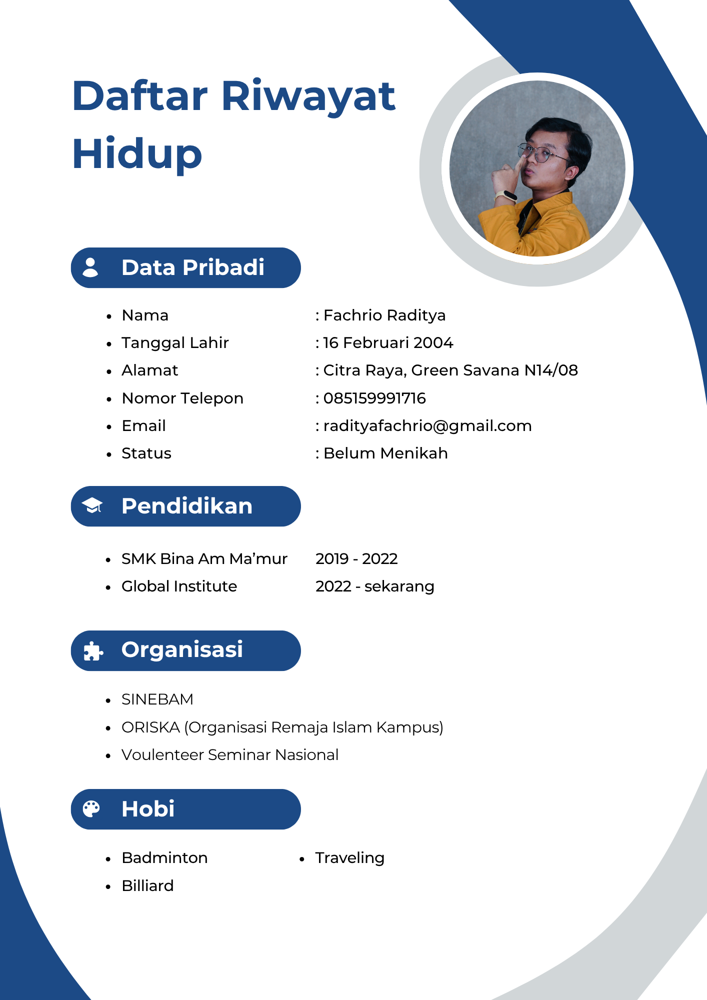 Daftar Riwayat
Hidup
Data Pribadi
• Nama : Fachrio Raditya
• Tanggal Lahir : 16 Februari 2004
• Alamat : Citra Raya, Green Savana N14/08
• Nomor Telepon : 085159991716
• Email : radityafachrio@gmail.com
• Status : Belum Menikah
Pendidikan
• SMK Bina Am Ma’mur 2019 - 2022
• Global Institute 2022 - sekarang
Organisasi
• SINEBAM
• ORISKA (Organisasi Remaja Islam Kampus)
• Voulenteer Seminar Nasional
Hobi
• Badminton • Traveling
• Billiard